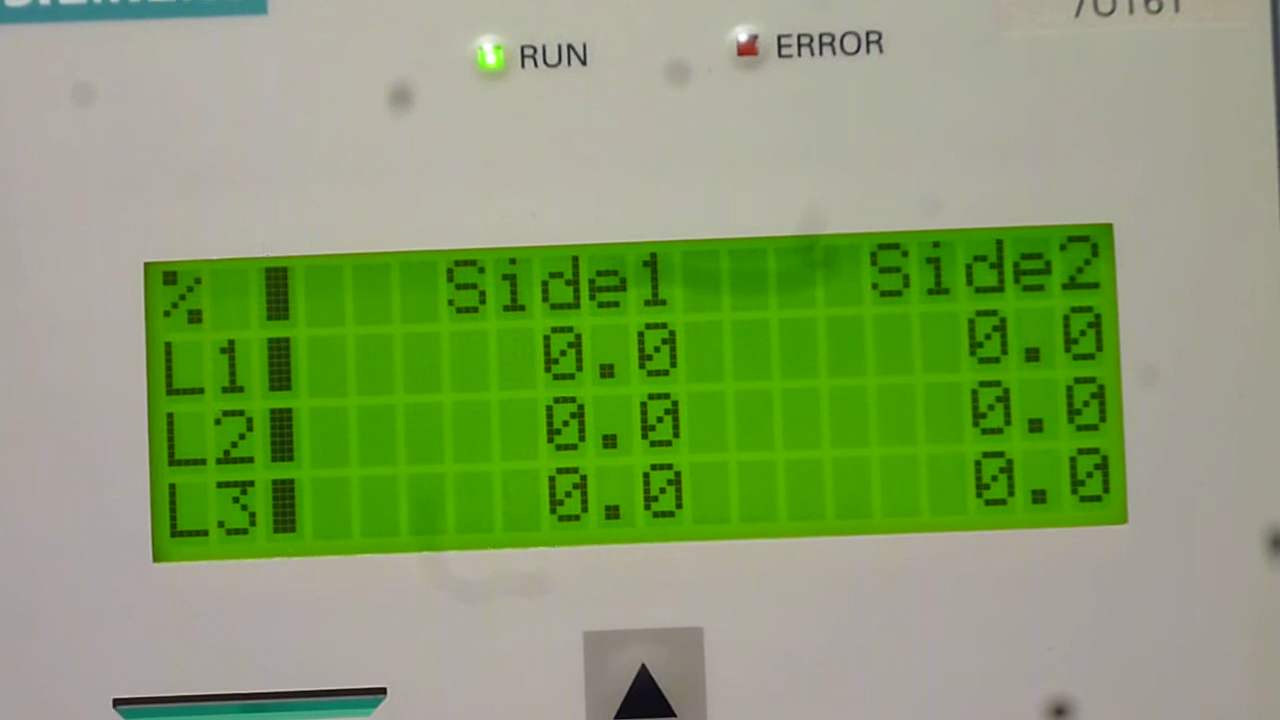 RUN ERROR
% Side1 Side2
L1 0.0 0.0
L2 0.0 0.0
L3 0.0 0.0